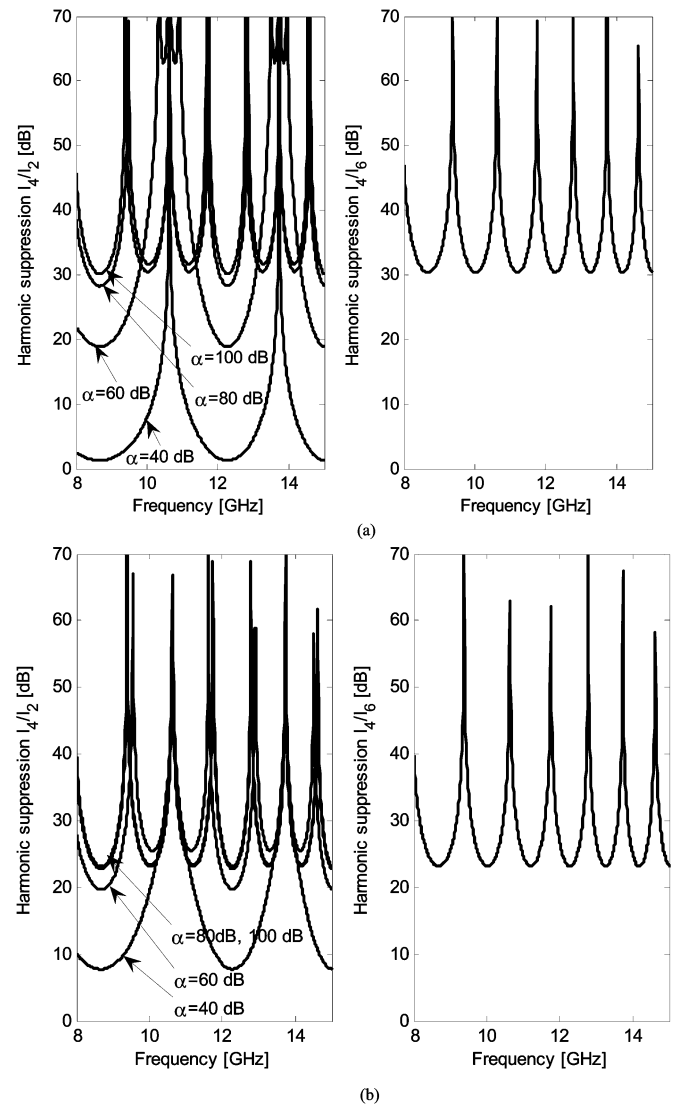 70
60
50
40
30
20
10
0
Harmonic suppression I4/I2 [dB]
α=100 dB
α=60 dB
α=80 dB
α=40 dB
8 10 12 14
Frequency [GHz]
70
60
50
40
30
20
10
0
Harmonic suppression I4/I6 [dB]
8 10 12 14
Frequency [GHz]
(a)
70
60
50
40
30
20
10
0
Harmonic suppression I4/I2 [dB]
α=80dB, 100 dB
α=60 dB
α=40 dB
8 10 12 14
Frequency [GHz]
70
60
50
40
30
20
10
0
Harmonic suppression I4/I6 [dB]
8 10 12 14
Frequency [GHz]
(b)